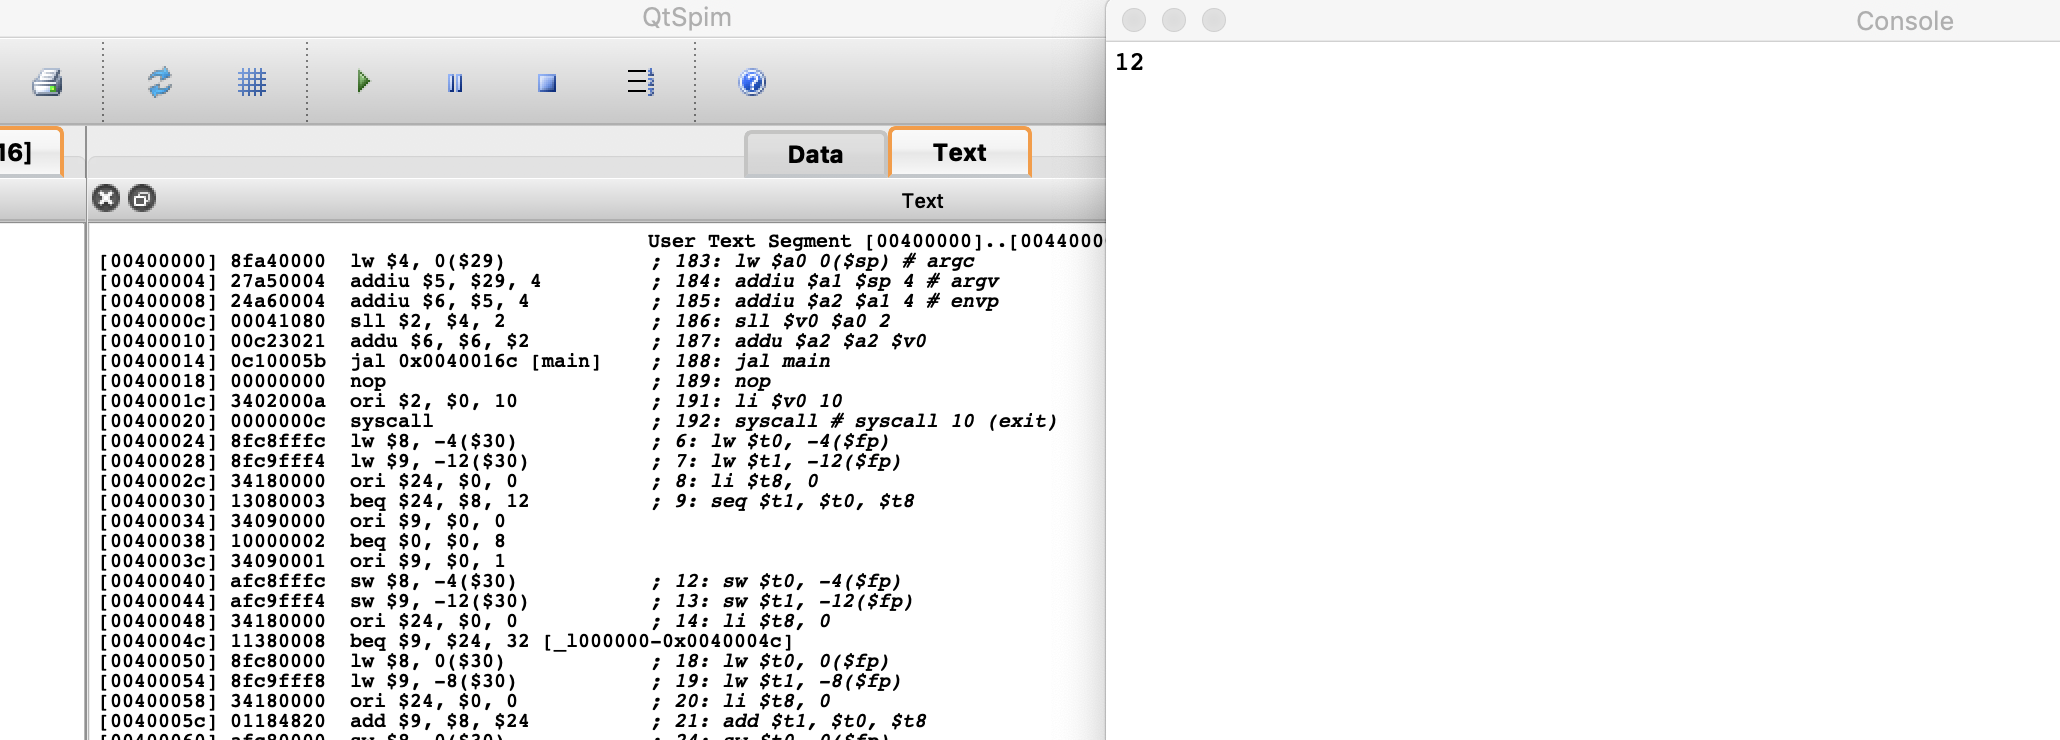 QtSpim
Console
12
16]
Data
Text
Text
User Text Segment [00400000]..[0044000
[00400000] 8fa40000 lw $4, 0($29) ; 183: lw $a0 0($sp) # argc
[00400004] 27a50004 addiu $5, $29, 4 ; 184: addiu $a1 $sp 4 # argv
[00400008] 24a60004 addiu $6, $5, 4 ; 185: addiu $a2 $a1 4 # envp
[0040000c] 00041080 sll $2, $4, 2 ; 186: sll $v0 $a0 2
[00400010] 00c23021 addu $6, $6, $2 ; 187: addu $a2 $a2 $v0
[00400014] 0c10005b jal 0x0040016c [main] ; 188: jal main
[00400018] 00000000 nop ; 189: nop
[0040001c] 3402000a ori $2, $0, 10 ; 191: li $v0 10
[00400020] 0000000c syscall ; 192: syscall # syscall 10 (exit)
[00400024] 8fc8fffc lw $8, -4($30) ; 6: lw $t0, -4($fp)
[00400028] 8fc9fff4 lw $9, -12($30) ; 7: lw $t1, -12($fp)
[0040002c] 34180000 ori $24, $0, 0 ; 8: li $t8, 0
[00400030] 13080003 beq $24, $8, 12 ; 9: seq $t1, $t0, $t8
[00400034] 34090000 ori $9, $0, 0
[00400038] 10000002 beq $0, $0, 8
[0040003c] 34090001 ori $9, $0, 1
[00400040] afc8fffc sw $8, -4($30) ; 12: sw $t0, -4($fp)
[00400044] afc9fff4 sw $9, -12($30) ; 13: sw $t1, -12($fp)
[00400048] 34180000 ori $24, $0, 0 ; 14: li $t8, 0
[0040004c] 11380008 beq $9, $24, 32 [_l000000-0x0040004c]
[00400050] 8fc80000 lw $8, 0($30) ; 18: lw $t0, 0($fp)
[00400054] 8fc9fff8 lw $9, -8($30) ; 19: lw $t1, -8($fp)
[00400058] 34180000 ori $24, $0, 0 ; 20: li $t8, 0
[0040005c] 01184820 add $9, $8, $24 ; 21: add $t1, $t0, $t8
[00400060] afc80000 sw $8, 0($30) ; 24: sw $t0, 0($fp)